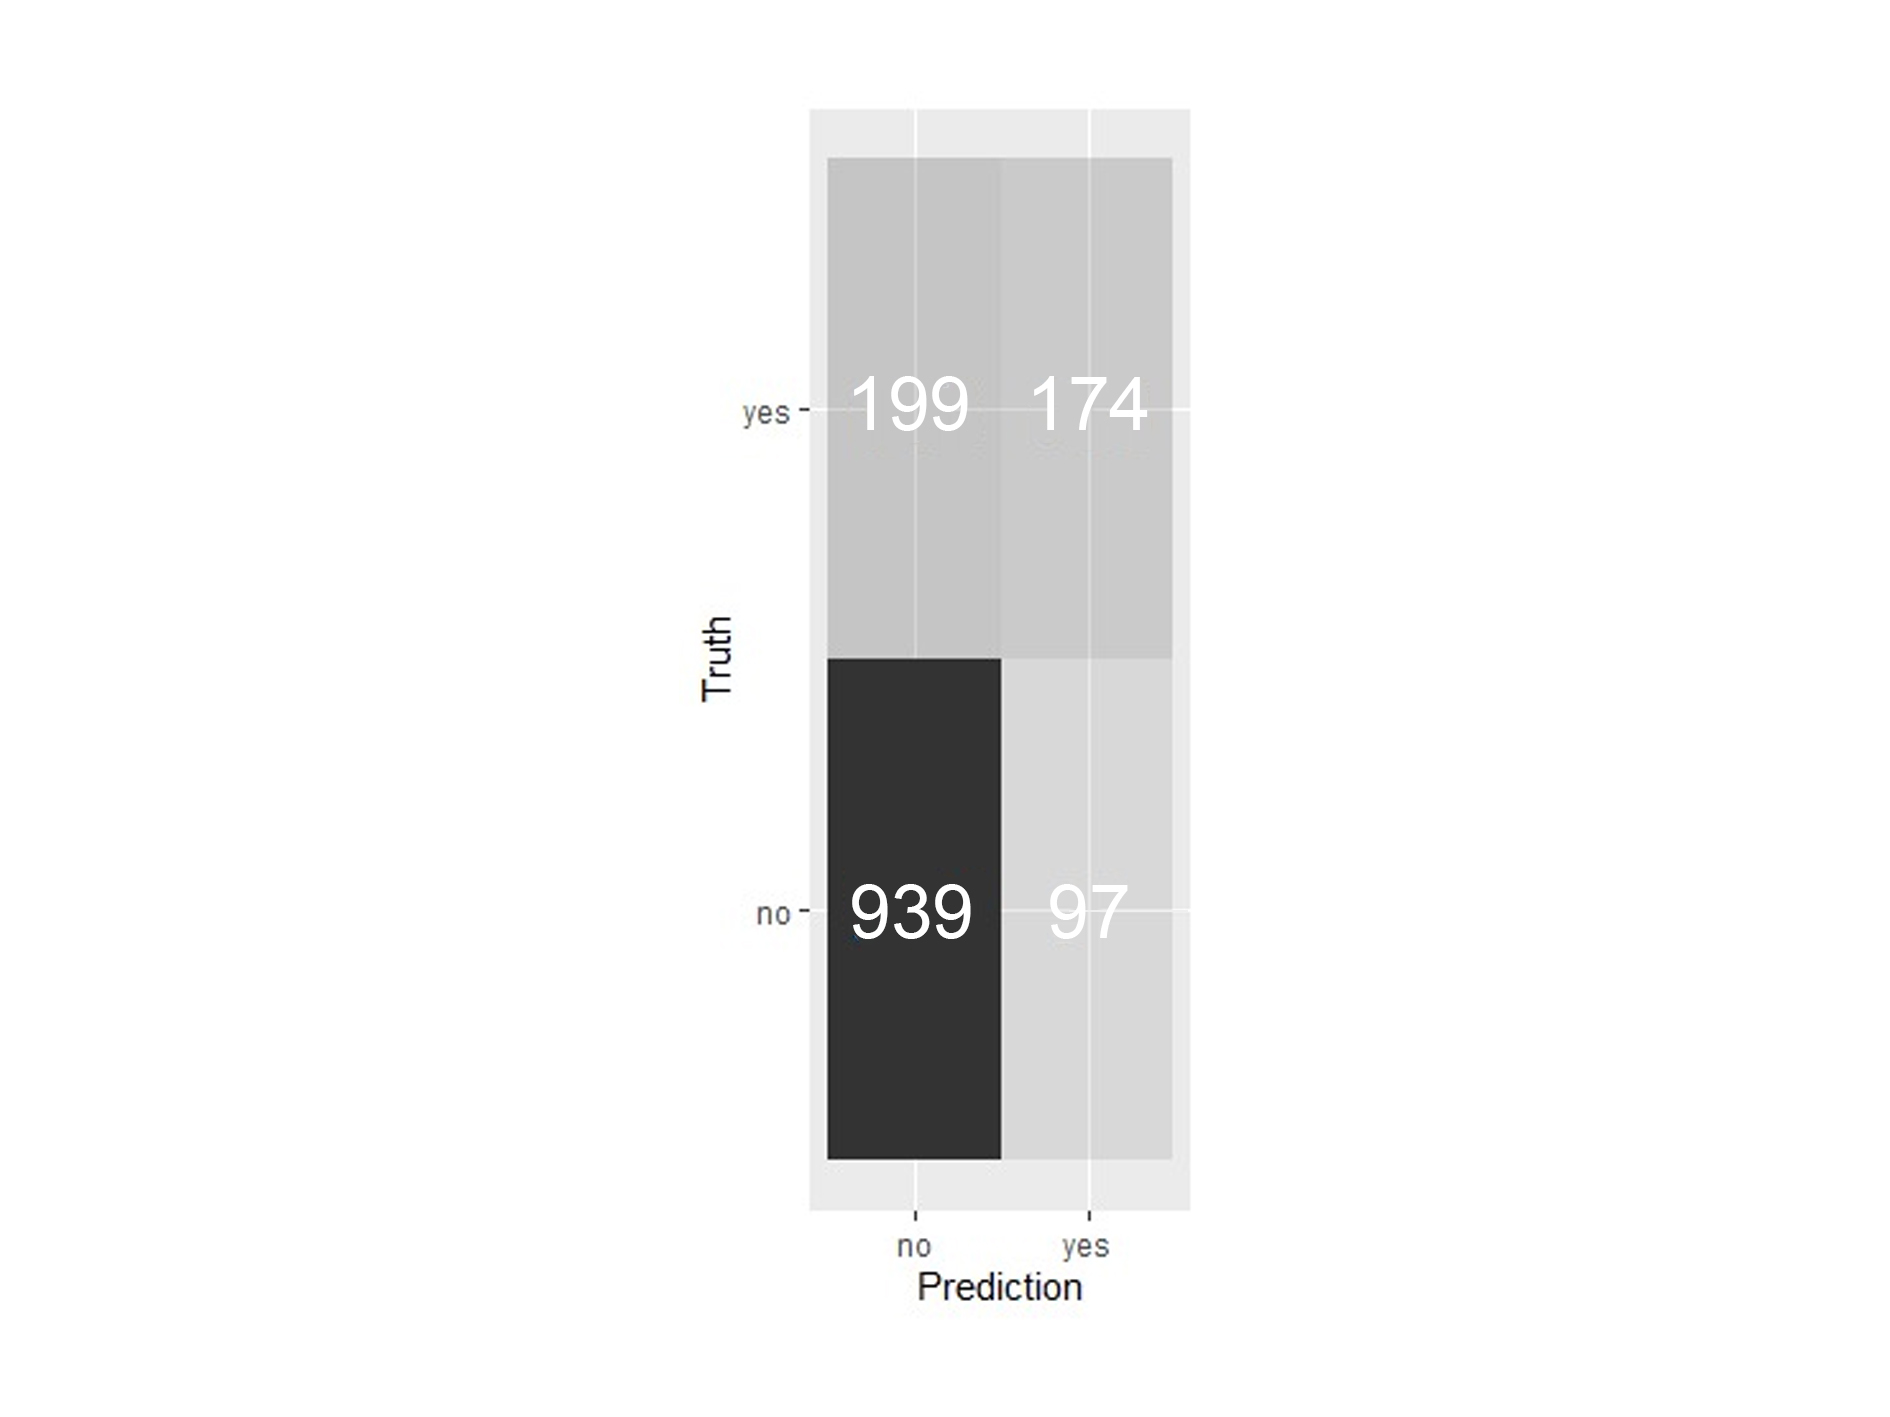 yes
199 174
Truth
no
939 97
no yes
Prediction